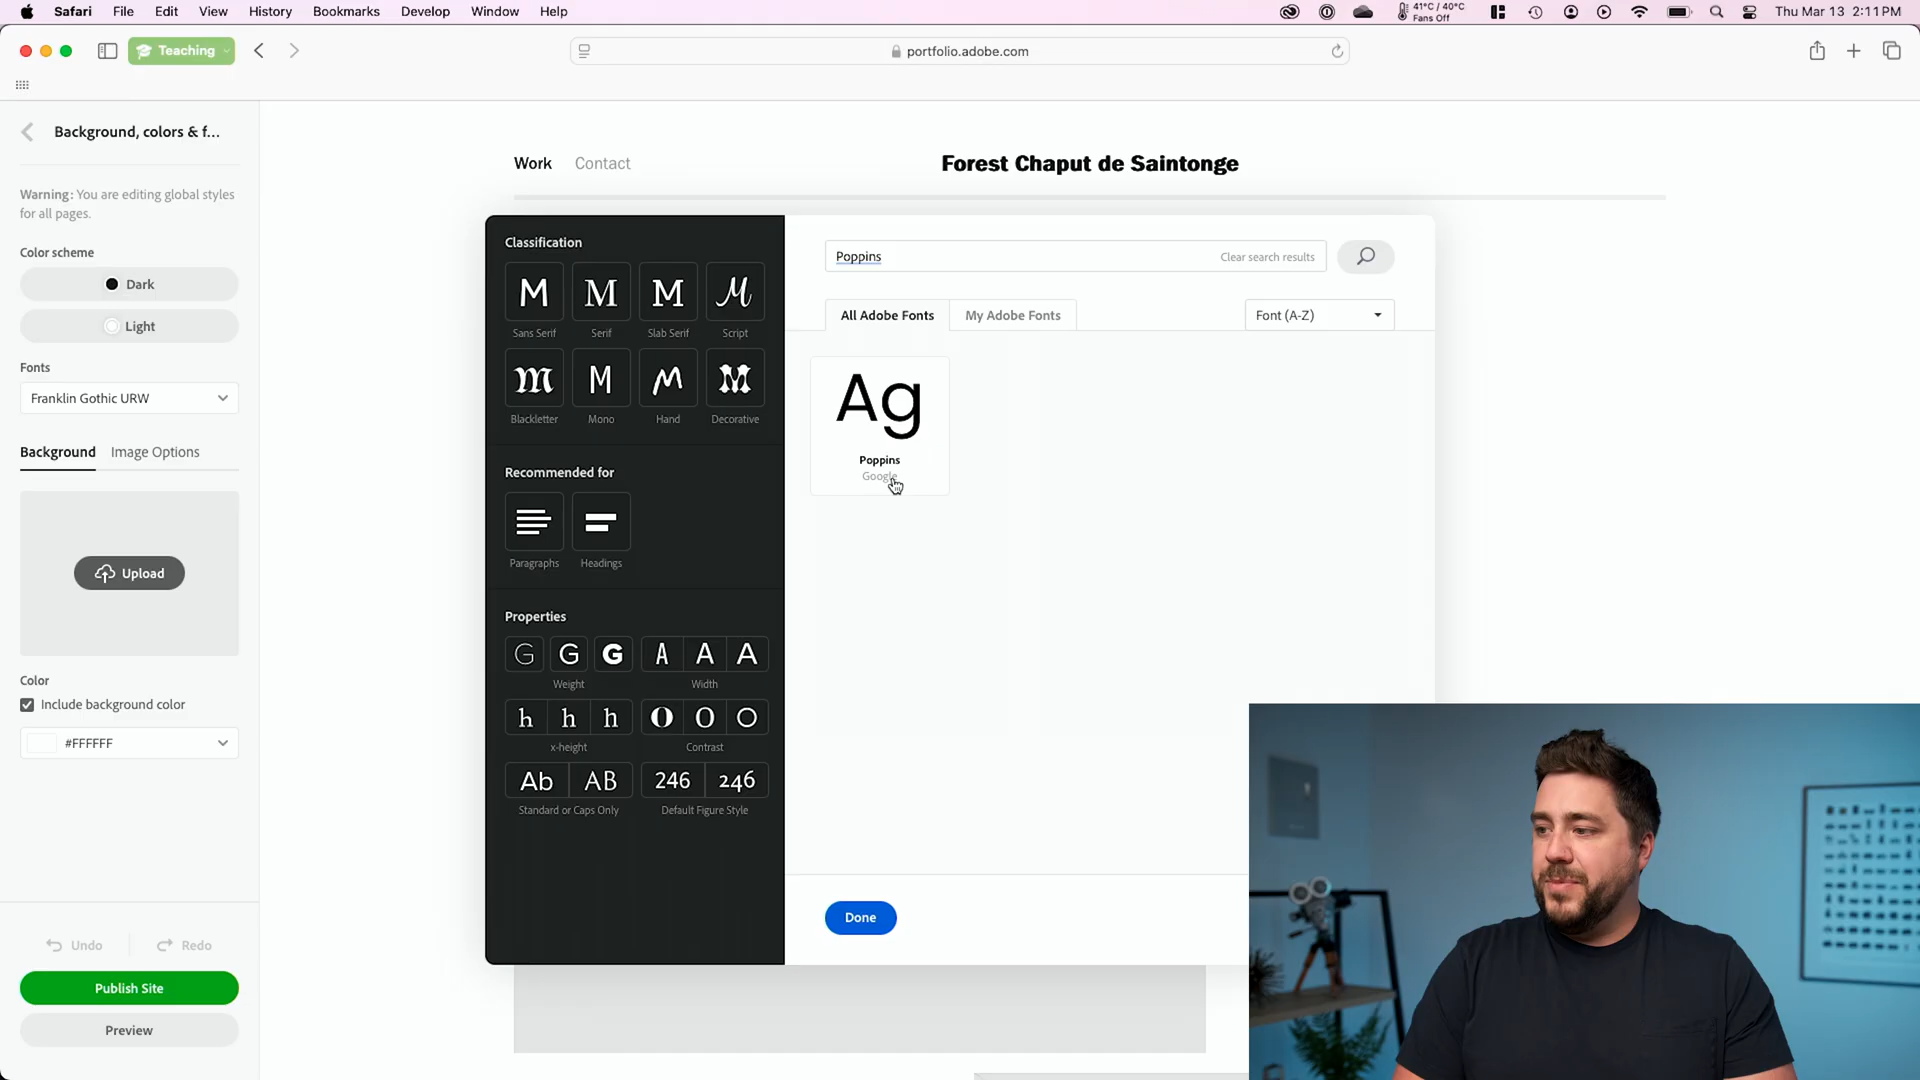 Safari File Edit View History Bookmarks Develop Window Help
41°C / 40°C
Fans Off
Thu Mar 13 2:11 PM
Teaching
portfolio.adobe.com
Background, colors & f...
Warning: You are editing global styles
for all pages.
Color scheme
Dark
Light
Fonts
Franklin Gothic URW
Background Image Options
Upload
Color
Include background color
#FFFFFF
Undo Redo
Publish Site
Preview
Work Contact
Forest Chaput de Saintonge
Classification
M M M M
Sans Serif Serif Slab Serif Script
M M M M
Blackletter Mono Hand Decorative
Recommended for
Paragraphs Headings
Properties
G G G A A A
Weight Width
h h h O O O
x-height Contrast
Ab AB 246 246
Standard or Caps Only Default Figure Style
Poppins
Clear search results
All Adobe Fonts My Adobe Fonts
Font (A-Z)
Ag
Poppins
Google
Done